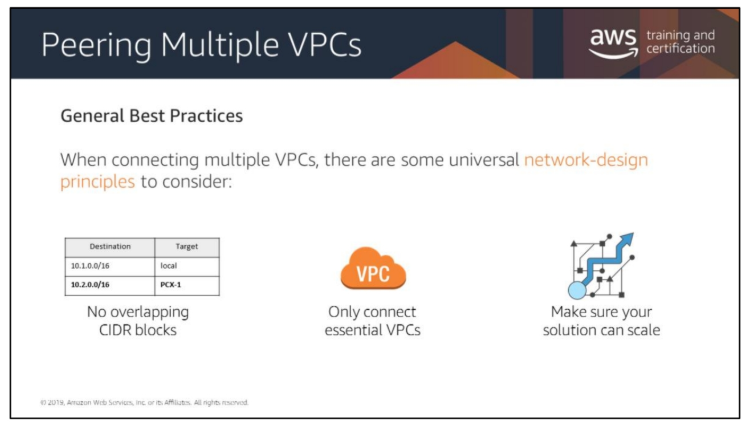 Peering Multiple VPCs
aws training and
certification
General Best Practices
When connecting multiple VPCs, there are some universal network-design
principles to consider:
Destination Target
10.1.0.0/16 local
10.2.0.0/16 PCX-1
No overlapping
CIDR blocks
VPC
Only connect
essential VPCs
Make sure your
solution can scale
© 2019, Amazon Web Services, Inc. or its Affiliates. All rights reserved.